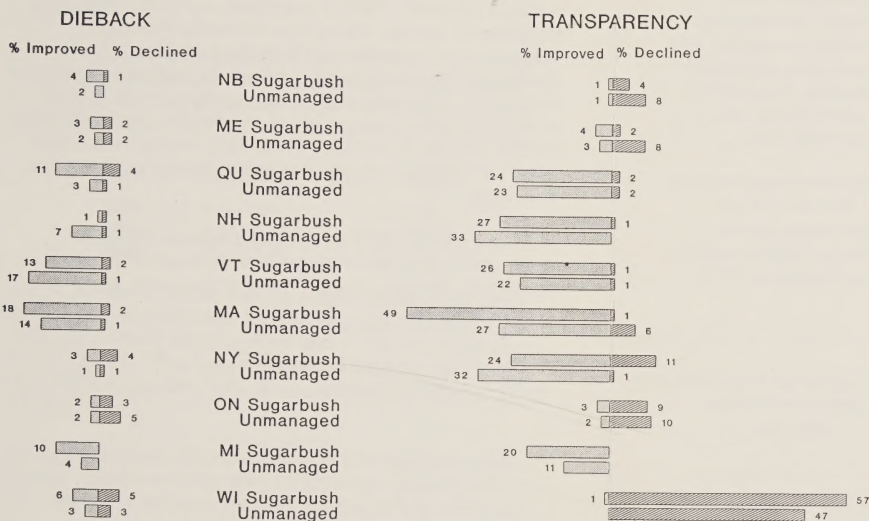 DIEBACK TRANSPARENCY
% Improved % Declined % Improved % Declined
4 1 NB Sugarbush 1 4
2 Unmanaged 1 8
3 2 ME Sugarbush 4 2
2 2 Unmanaged 3 8
11 4 QU Sugarbush 24 2
3 1 Unmanaged 23 2
1 1 NH Sugarbush 27 1
7 1 Unmanaged 33
13 2 VT Sugarbush 26 1
17 1 Unmanaged 22 1
18 2 MA Sugarbush 49 1
14 1 Unmanaged 27 6
3 4 NY Sugarbush 24 11
1 1 Unmanaged 32 1
2 3 ON Sugarbush 3 9
2 5 Unmanaged 2 10
10 MI Sugarbush 20
4 Unmanaged 11
6 5 WI Sugarbush 1 57
3 3 Unmanaged 47